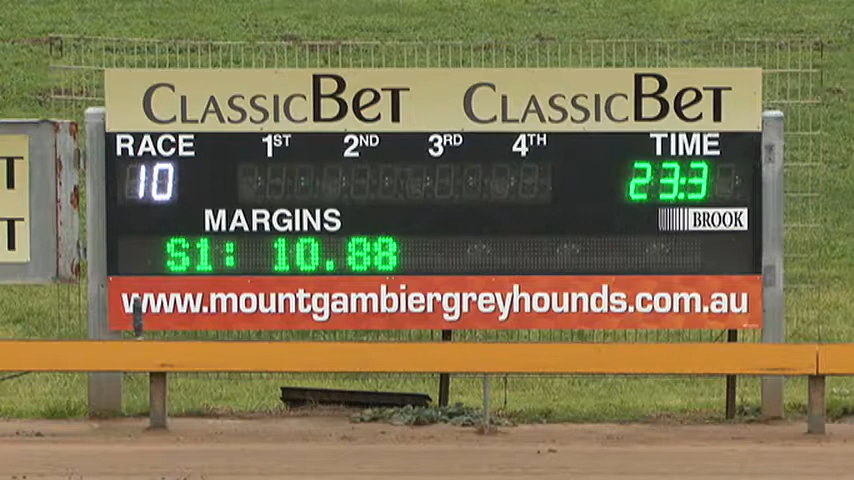 CLASSICBET CLASSICBET
RACE 1ST 2ND 3RD 4TH TIME
10 23:3
MARGINS BROOK
S1: 10.88
www.mountgambiergreyhounds.com.au
T
T